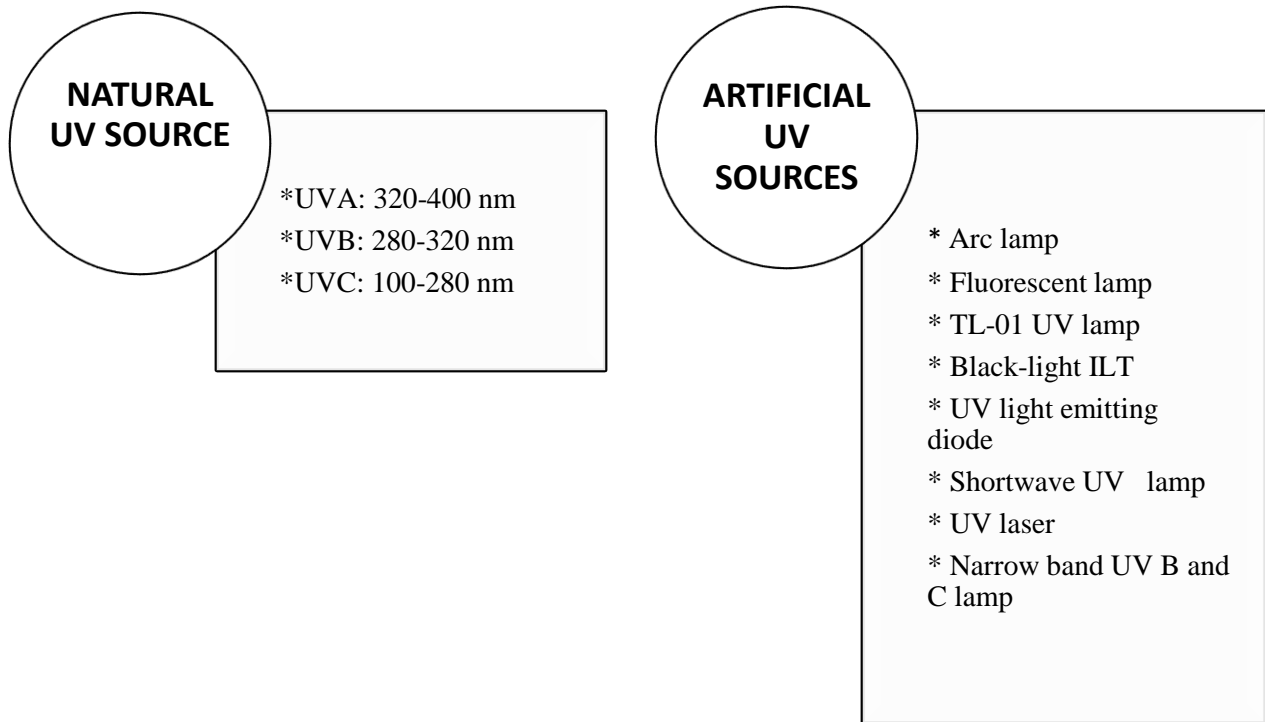 NATURAL
UV SOURCE
*UVA: 320-400 nm
*UVB: 280-320 nm
*UVC: 100-280 nm
ARTIFICIAL
UV
SOURCES
* Arc lamp
* Fluorescent lamp
* TL-01 UV lamp
* Black-light ILT
* UV light emitting
diode
* Shortwave UV lamp
* UV laser
* Narrow band UV B and
C lamp